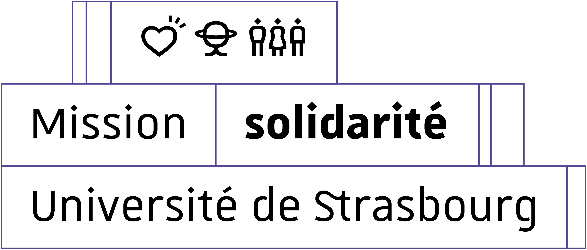 Mission solidarité
Université de Strasbourg